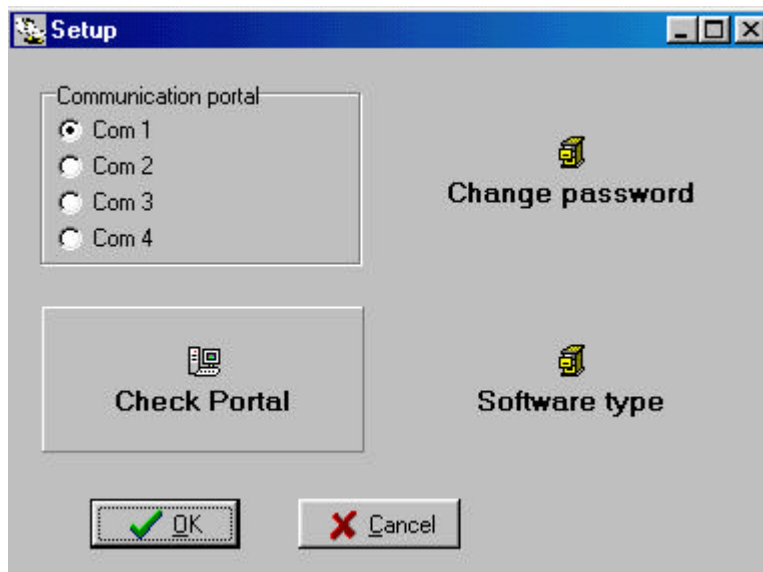 Setup
Communication portal
Com 1
Com 2
Com 3
Com 4
Change password
Check Portal
Software type
OK
Cancel